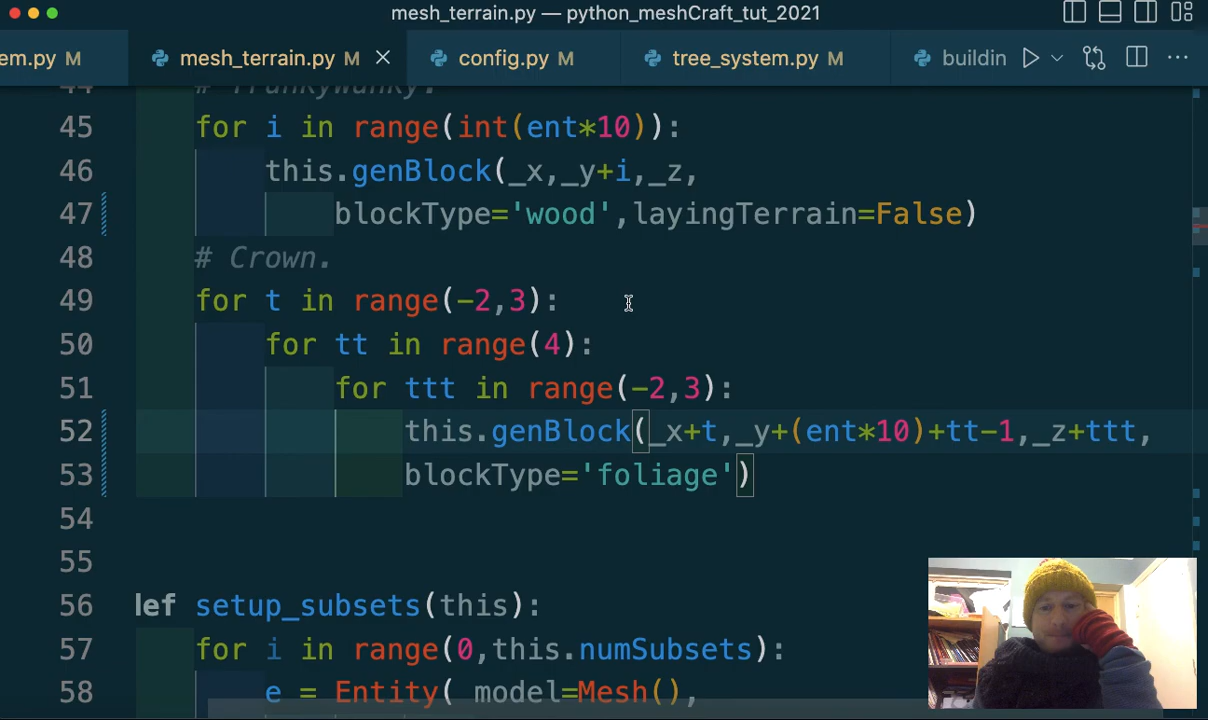 mesh_terrain.py — python_meshCraft_tut_2021
em.py M mesh_terrain.py M config.py M tree_system.py M buildin
44 # TrunkyWunky.
45 for i in range(int(ent*10)):
46 this.genBlock(_x,_y+i,_z,
47 blockType='wood',layingTerrain=False)
48 # Crown.
49 for t in range(-2,3):
50 for tt in range(4):
51 for ttt in range(-2,3):
52 this.genBlock(_x+t,_y+(ent*10)+tt-1,_z+ttt,
53 blockType='foliage')
54
55
56 lef setup_subsets(this):
57 for i in range(0,this.numSubsets):
58 e = Entity( model=Mesh(),